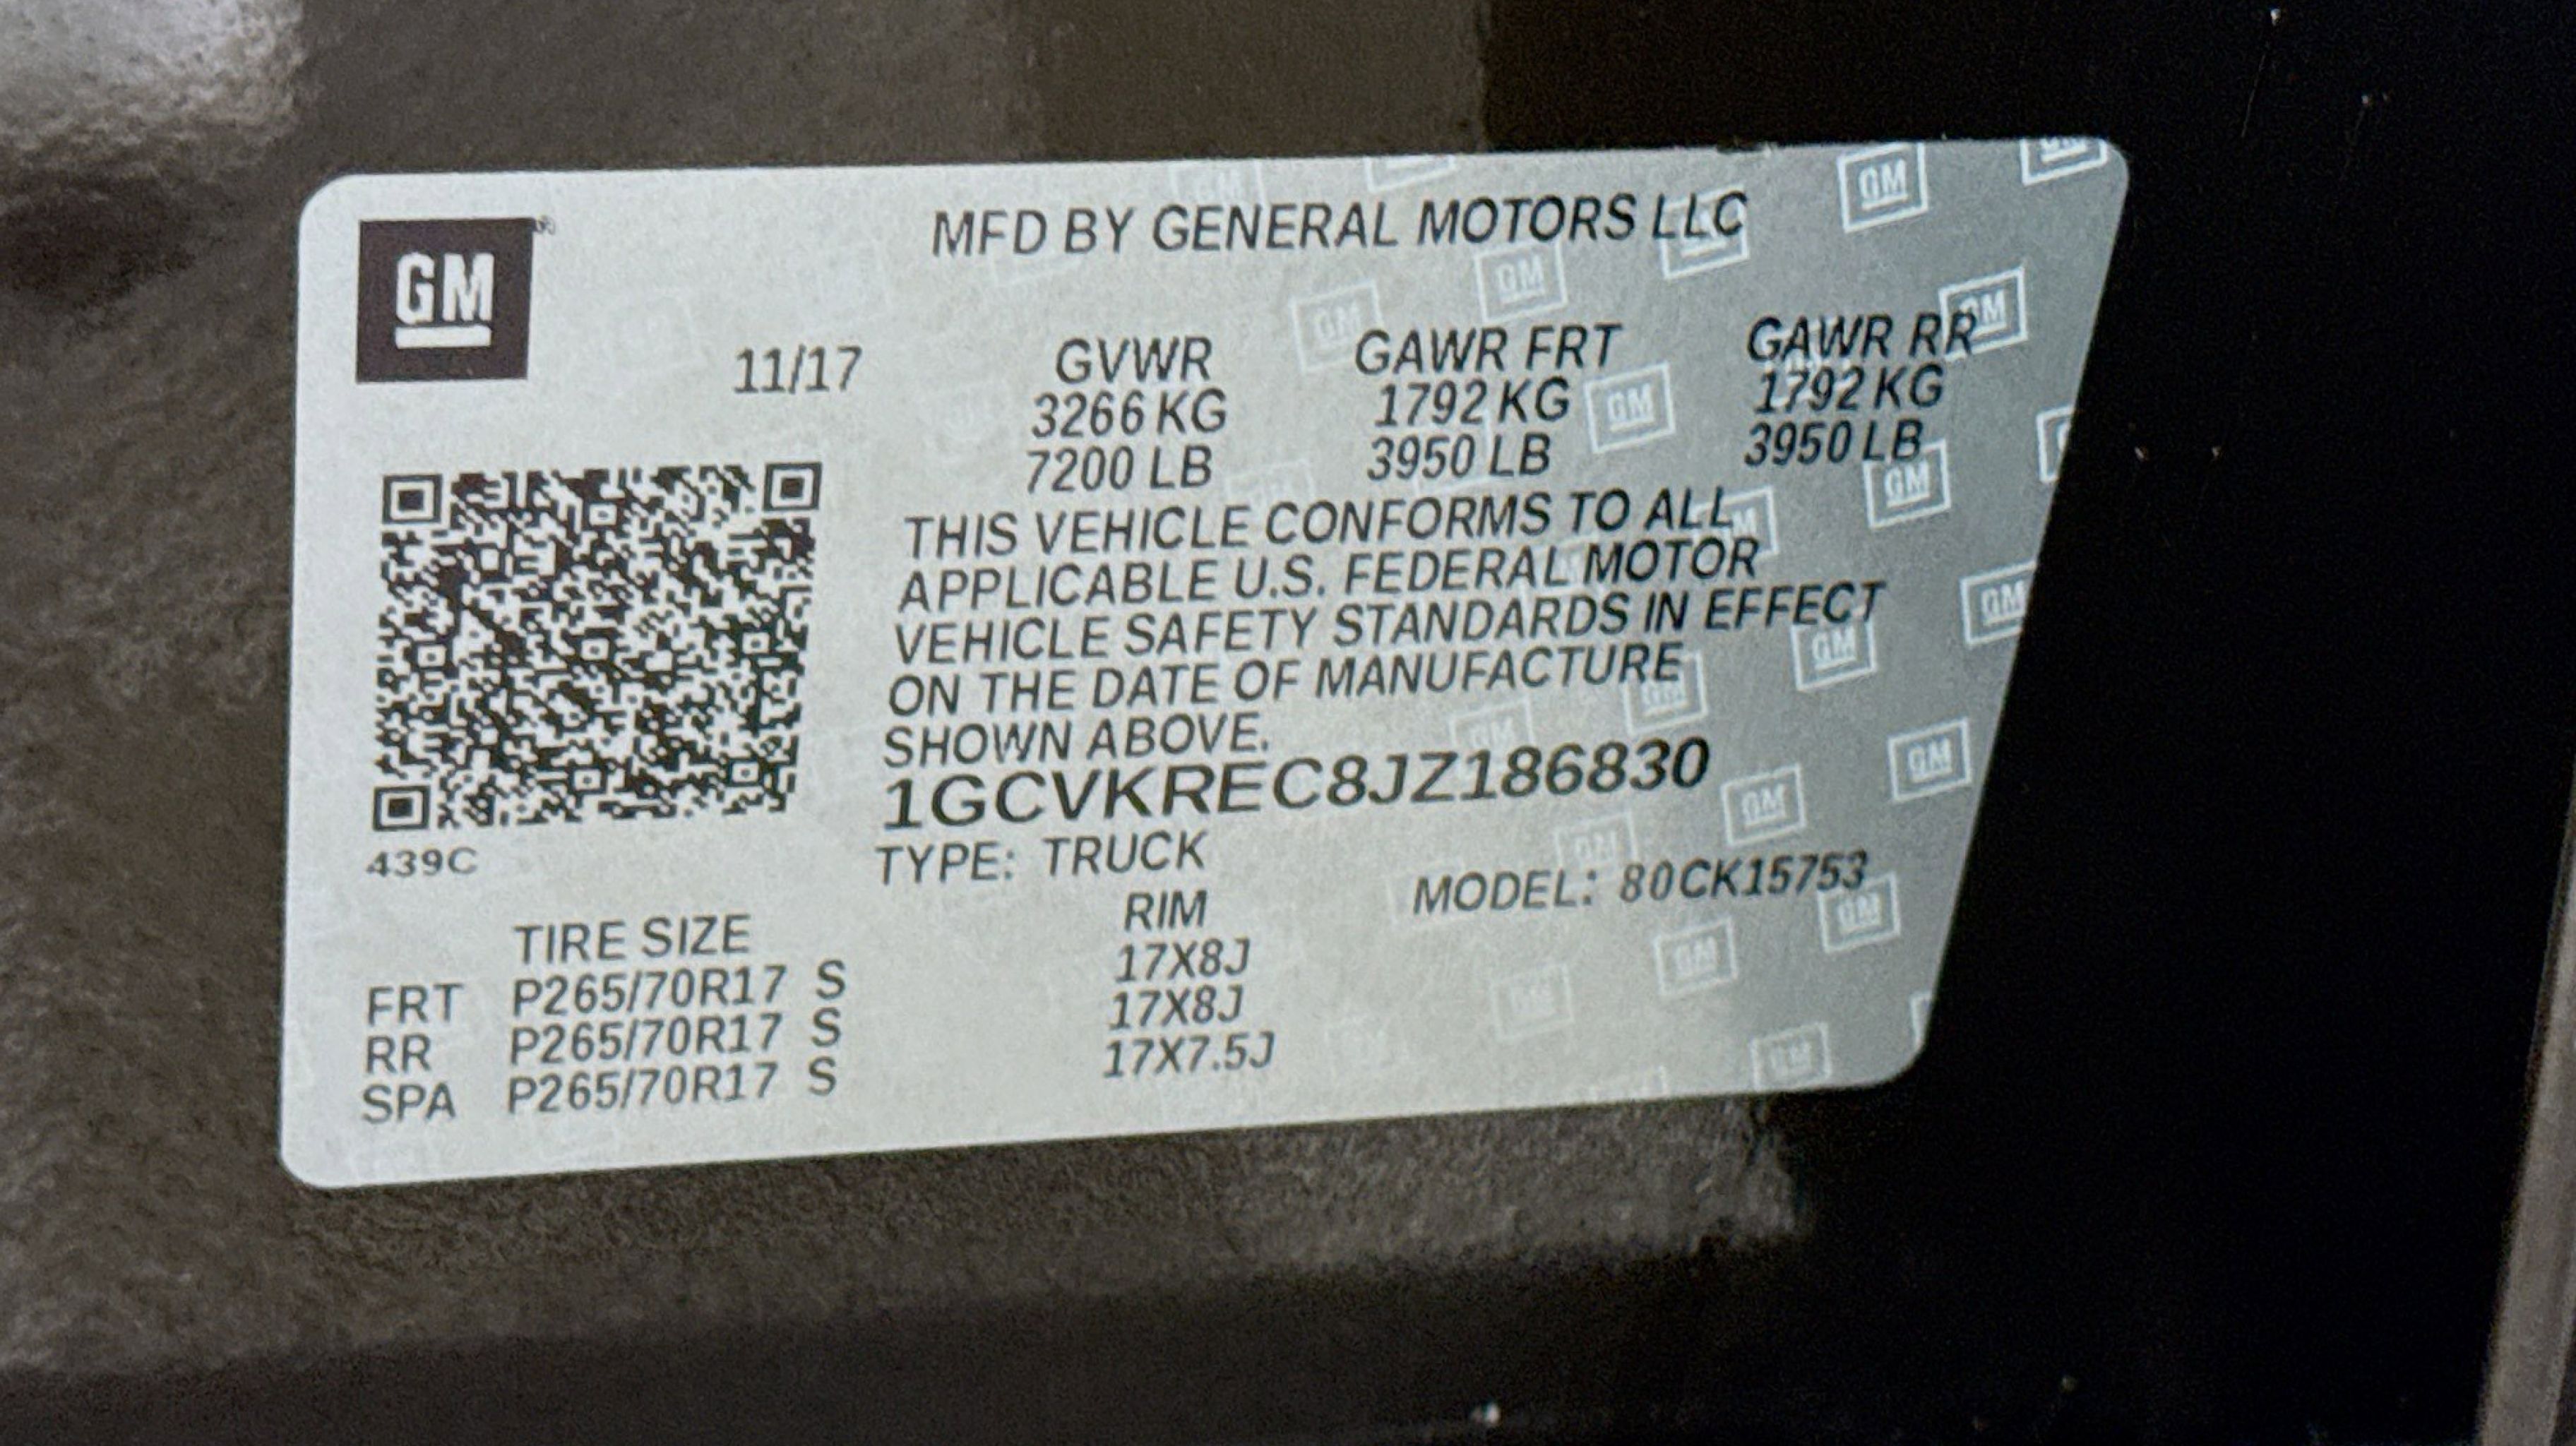 GM
MFD BY GENERAL MOTORS LLC
11/17 GVWR GAWR FRT GAWR RR
3266 KG 1792 KG 1792 KG
7200 LB 3950 LB 3950 LB
THIS VEHICLE CONFORMS TO ALL
APPLICABLE U.S. FEDERAL MOTOR
VEHICLE SAFETY STANDARDS IN EFFECT
ON THE DATE OF MANUFACTURE
SHOWN ABOVE.
1GCVKREC8JZ186830
439C
TYPE: TRUCK
MODEL: 80CK15753
TIRE SIZE RIM
FRT P265/70R17 S 17X8J
RR P265/70R17 S 17X8J
SPA P265/70R17 S 17X7.5J